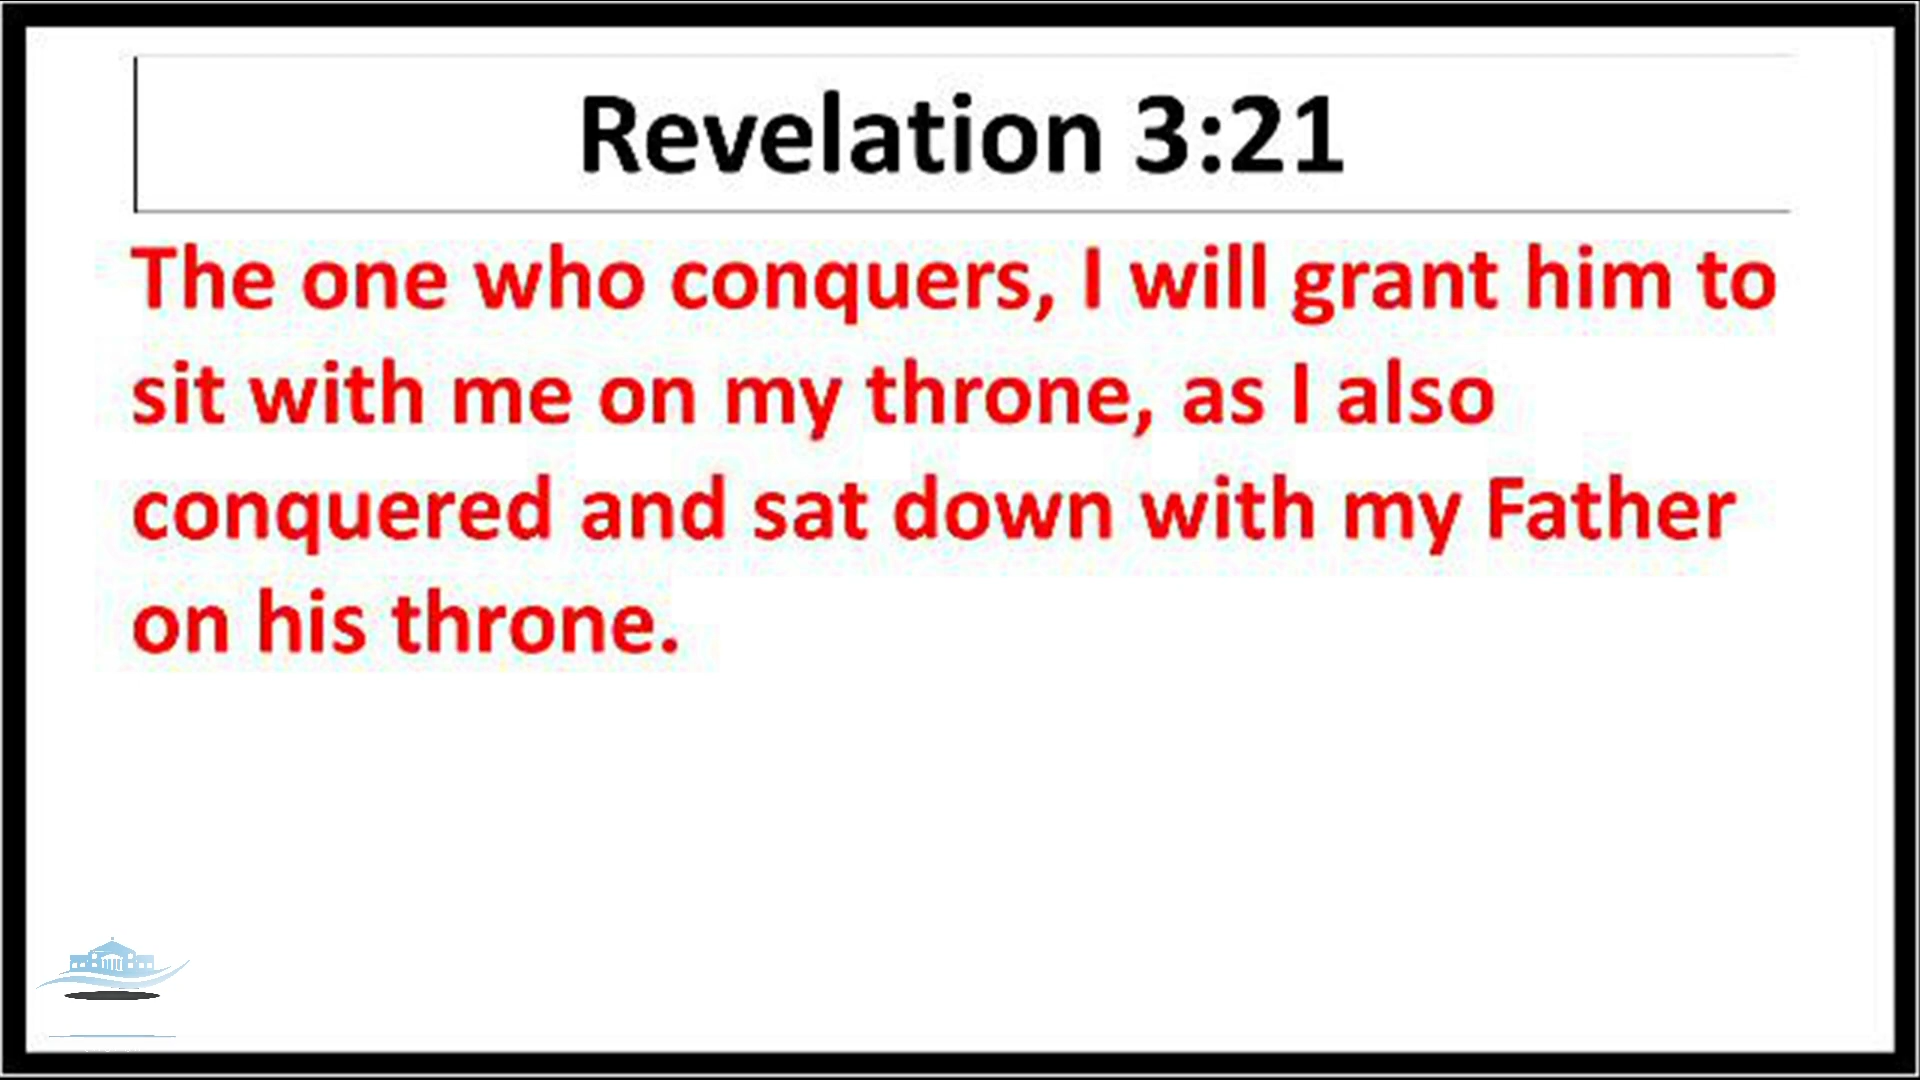 Revelation 3:21
The one who conquers, I will grant him to
sit with me on my throne, as I also
conquered and sat down with my Father
on his throne.